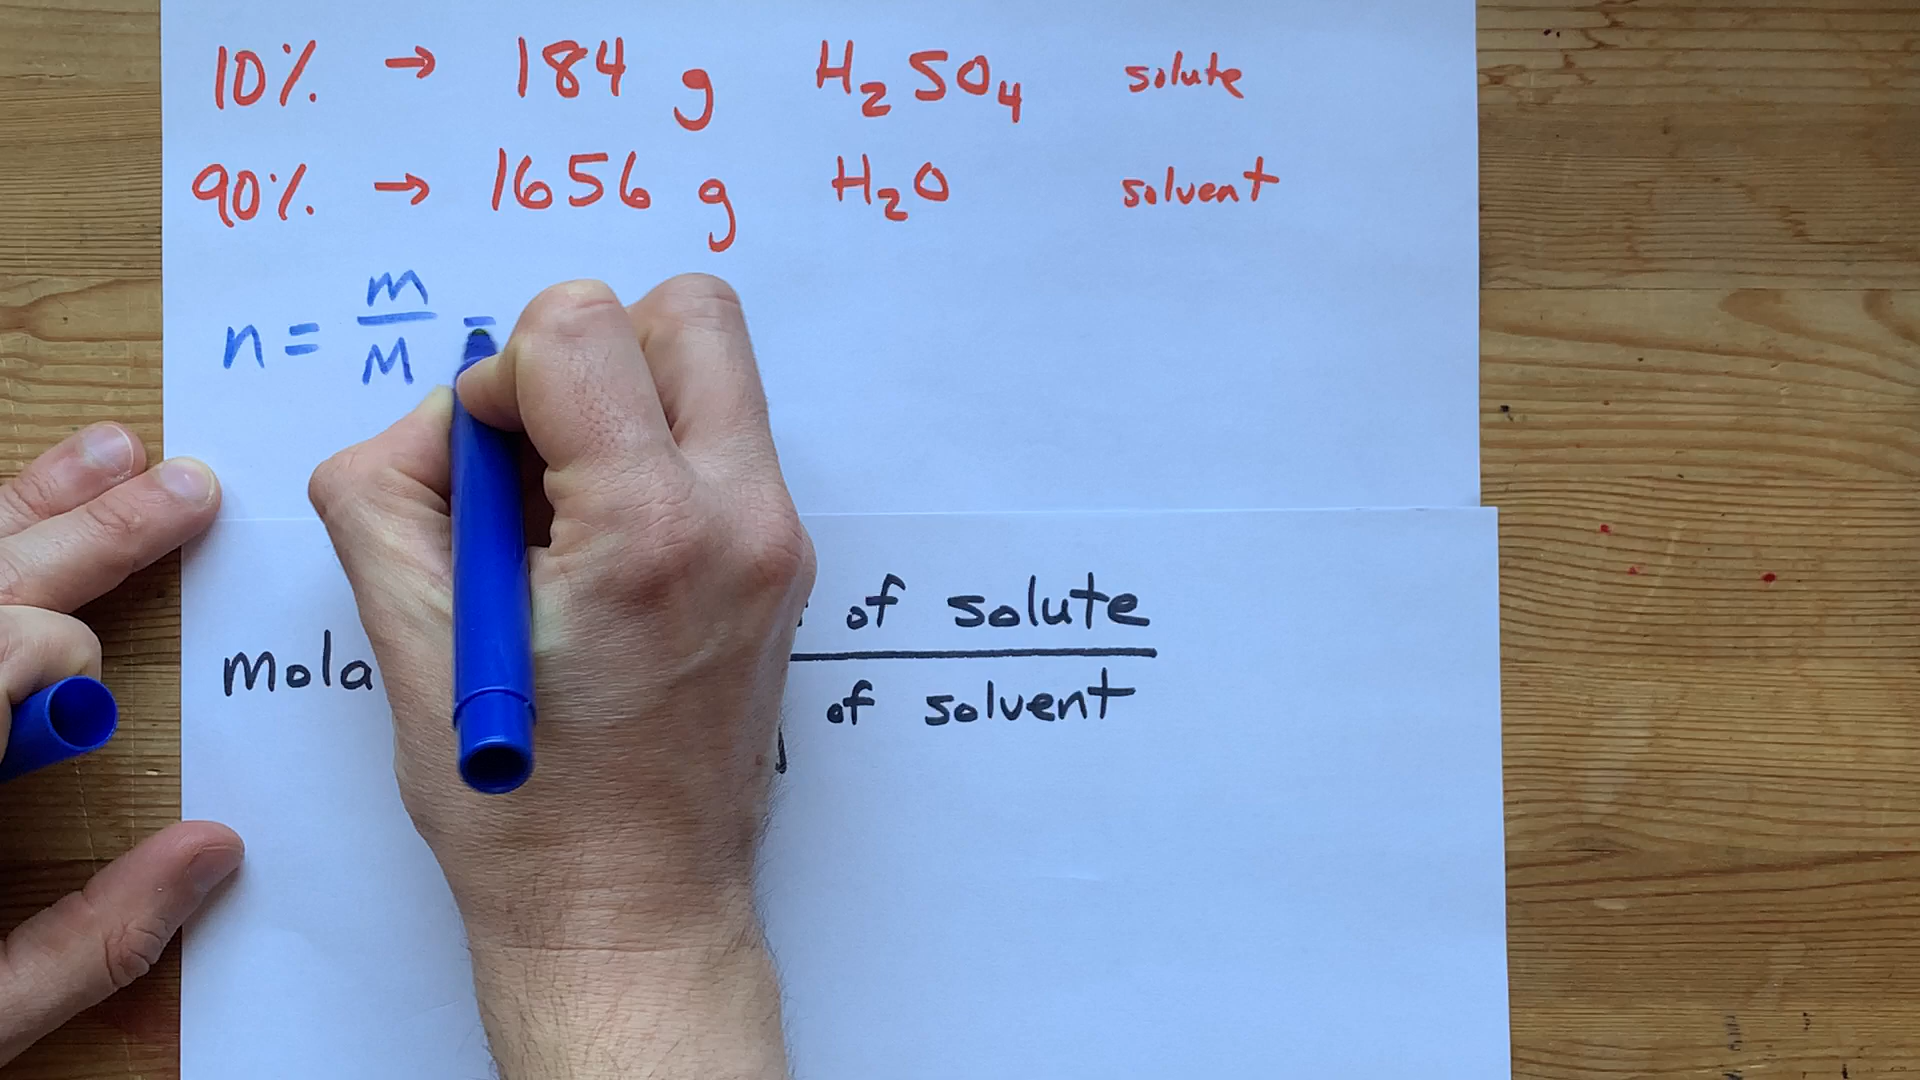 10% → 184 g H₂SO₄ solute
90% → 1656 g H₂O solvent
n = m/M =
mola of solute
of solvent